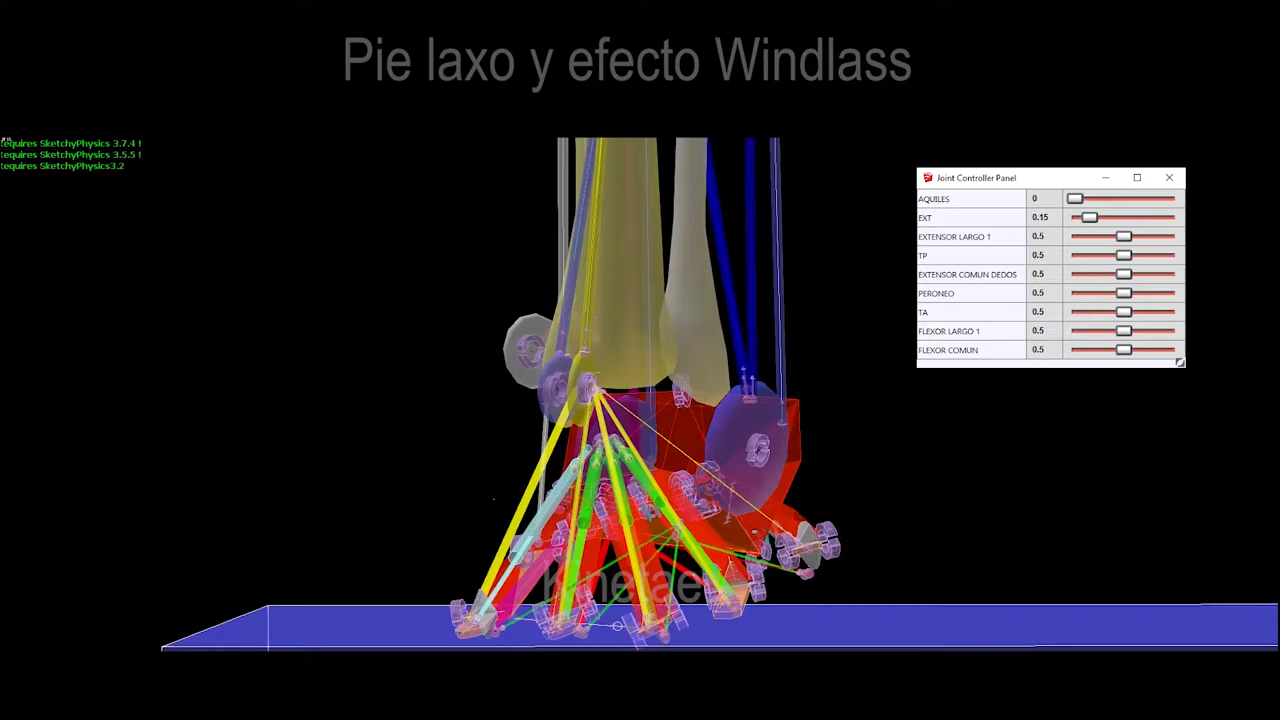 Pie laxo y efecto Windlass
equires SketchyPhysics 3.7.4 !
equires SketchyPhysics 3.5.5 !
equires SketchyPhysics3.2
Joint Controller Panel
AQUILES 0
EXT 0.15
EXTENSOR LARGO 1 0.5
TP 0.5
EXTENSOR COMUN DEDOS 0.5
PERONEO 0.5
TA 0.5
FLEXOR LARGO 1 0.5
FLEXOR COMUN 0.5